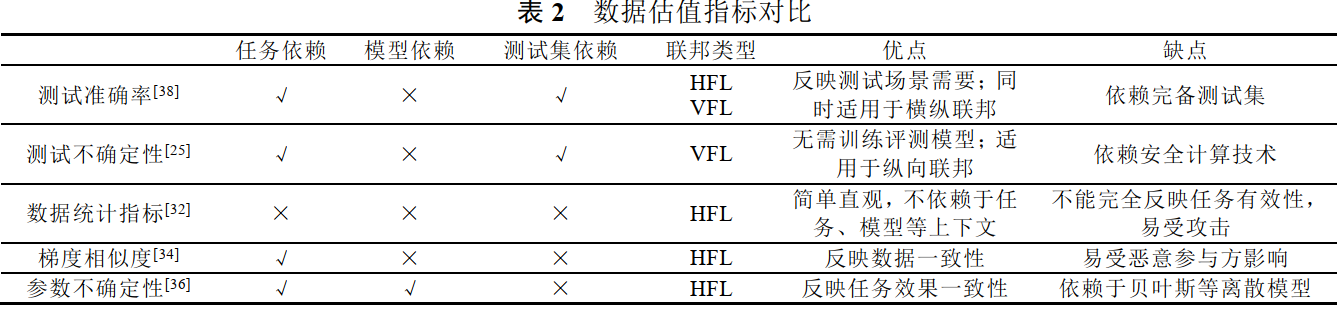 表 2 数据估值指标对比
任务依赖 模型依赖 测试集依赖 联邦类型 优点 缺点
测试准确率[38] √ × √ HFL VFL 反映测试场景需要；同时适用于横纵联邦 依赖完备测试集
测试不确定性[25] √ × √ VFL 无需训练评测模型；适用于纵向联邦 依赖安全计算技术
数据统计指标[32] × × × HFL 简单直观，不依赖于任务、模型等上下文 不能完全反映任务有效性，易受攻击
梯度相似度[34] √ × × HFL 反映数据一致性 易受恶意参与方影响
参数不确定性[36] √ √ × HFL 反映任务效果一致性 依赖于贝叶斯等离散模型